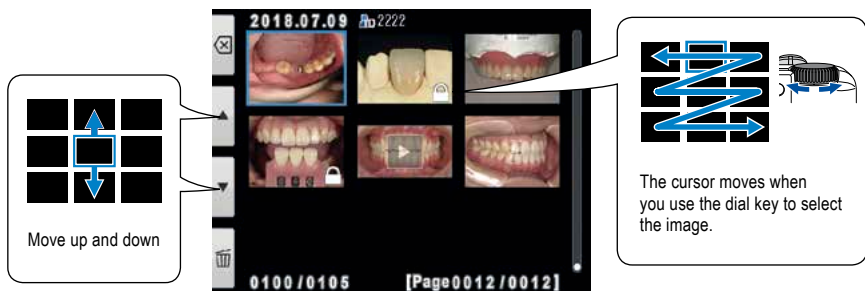 2018.07.09 ID 2222
Move up and down
The cursor moves when
you use the dial key to select
the image.
0100/0105 [Page0012/0012]